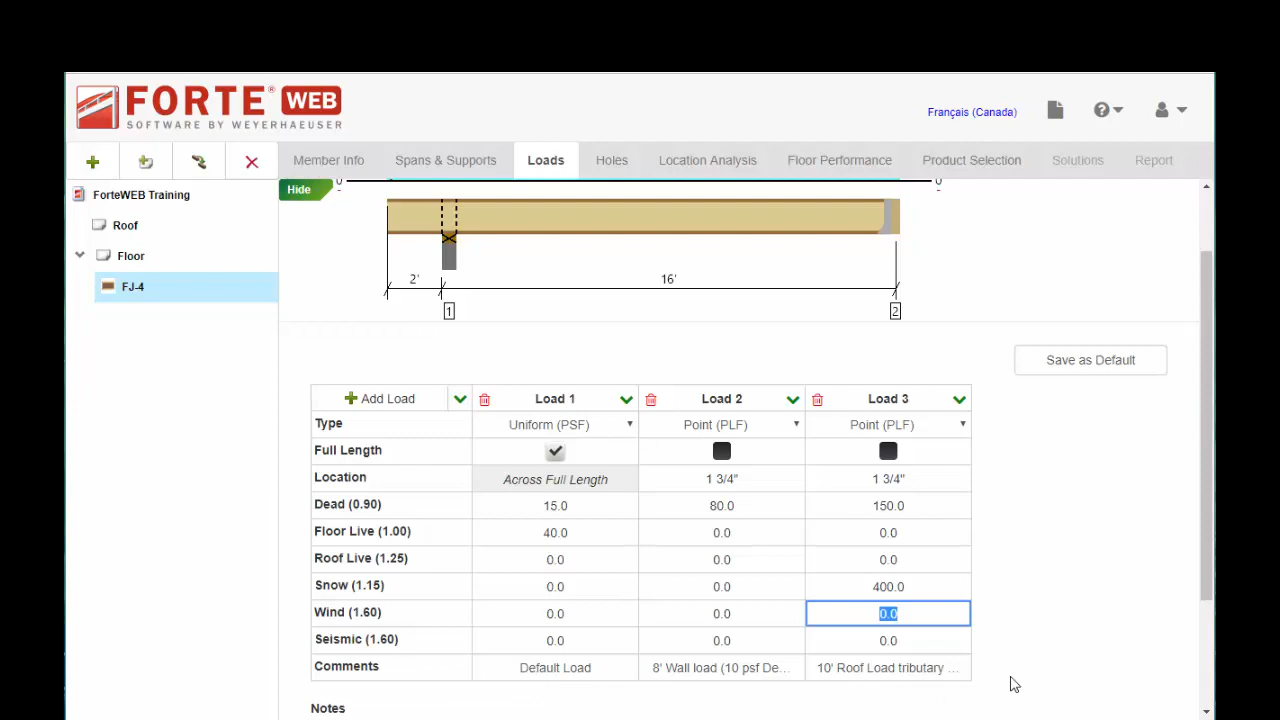 FORTE® WEB
SOFTWARE BY WEYERHAEUSER
Français (Canada)
Member Info Spans & Supports Loads Holes Location Analysis Floor Performance Product Selection Solutions Report
ForteWEB Training
Roof
Floor
FJ-4
Hide
2' 16'
1 2
Save as Default
Add Load Load 1 Load 2 Load 3
Type Uniform (PSF) Point (PLF) Point (PLF)
Full Length
Location Across Full Length 1 3/4" 1 3/4"
Dead (0.90) 15.0 80.0 150.0
Floor Live (1.00) 40.0 0.0 0.0
Roof Live (1.25) 0.0 0.0 0.0
Snow (1.15) 0.0 0.0 400.0
Wind (1.60) 0.0 0.0 0.0
Seismic (1.60) 0.0 0.0 0.0
Comments Default Load 8' Wall load (10 psf De... 10' Roof Load tributary ...
Notes